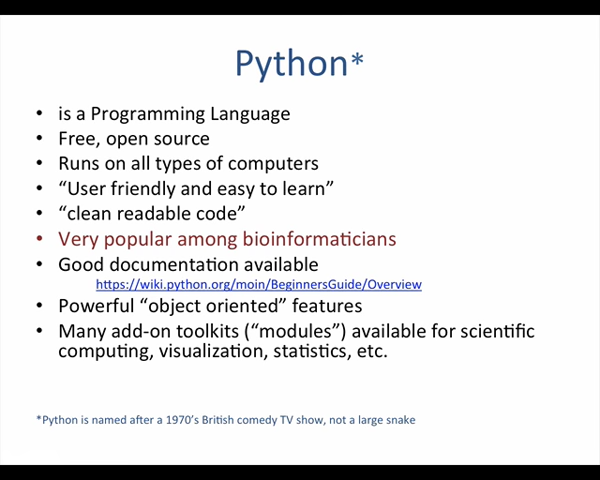 Python*
• is a Programming Language
• Free, open source
• Runs on all types of computers
• “User friendly and easy to learn”
• “clean readable code”
• Very popular among bioinformaticians
• Good documentation available
https://wiki.python.org/moin/BeginnersGuide/Overview
• Powerful “object oriented” features
• Many add-on toolkits (“modules”) available for scientific
computing, visualization, statistics, etc.
*Python is named after a 1970’s British comedy TV show, not a large snake